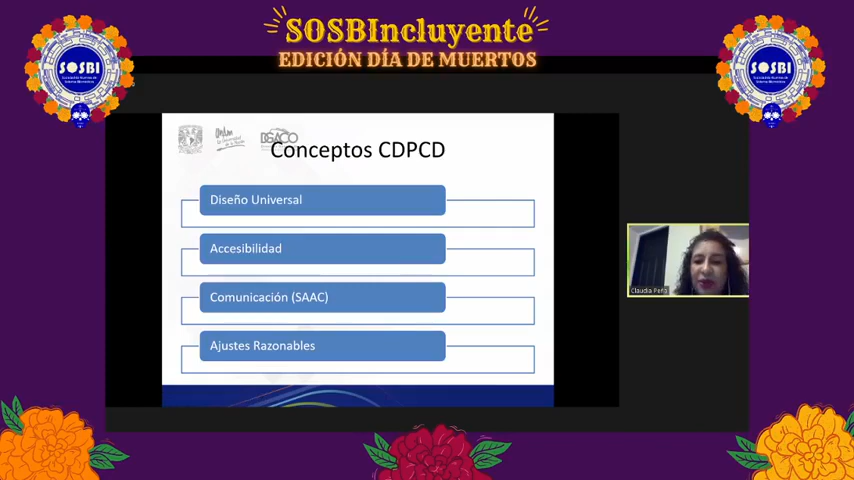 SOSBIncluyente
EDICIÓN DÍA DE MUERTOS
SOSBI
SOSBI
Conceptos CDPCD
Diseño Universal
Accesibilidad
Comunicación (SAAC)
Ajustes Razonables
Claudia Peña